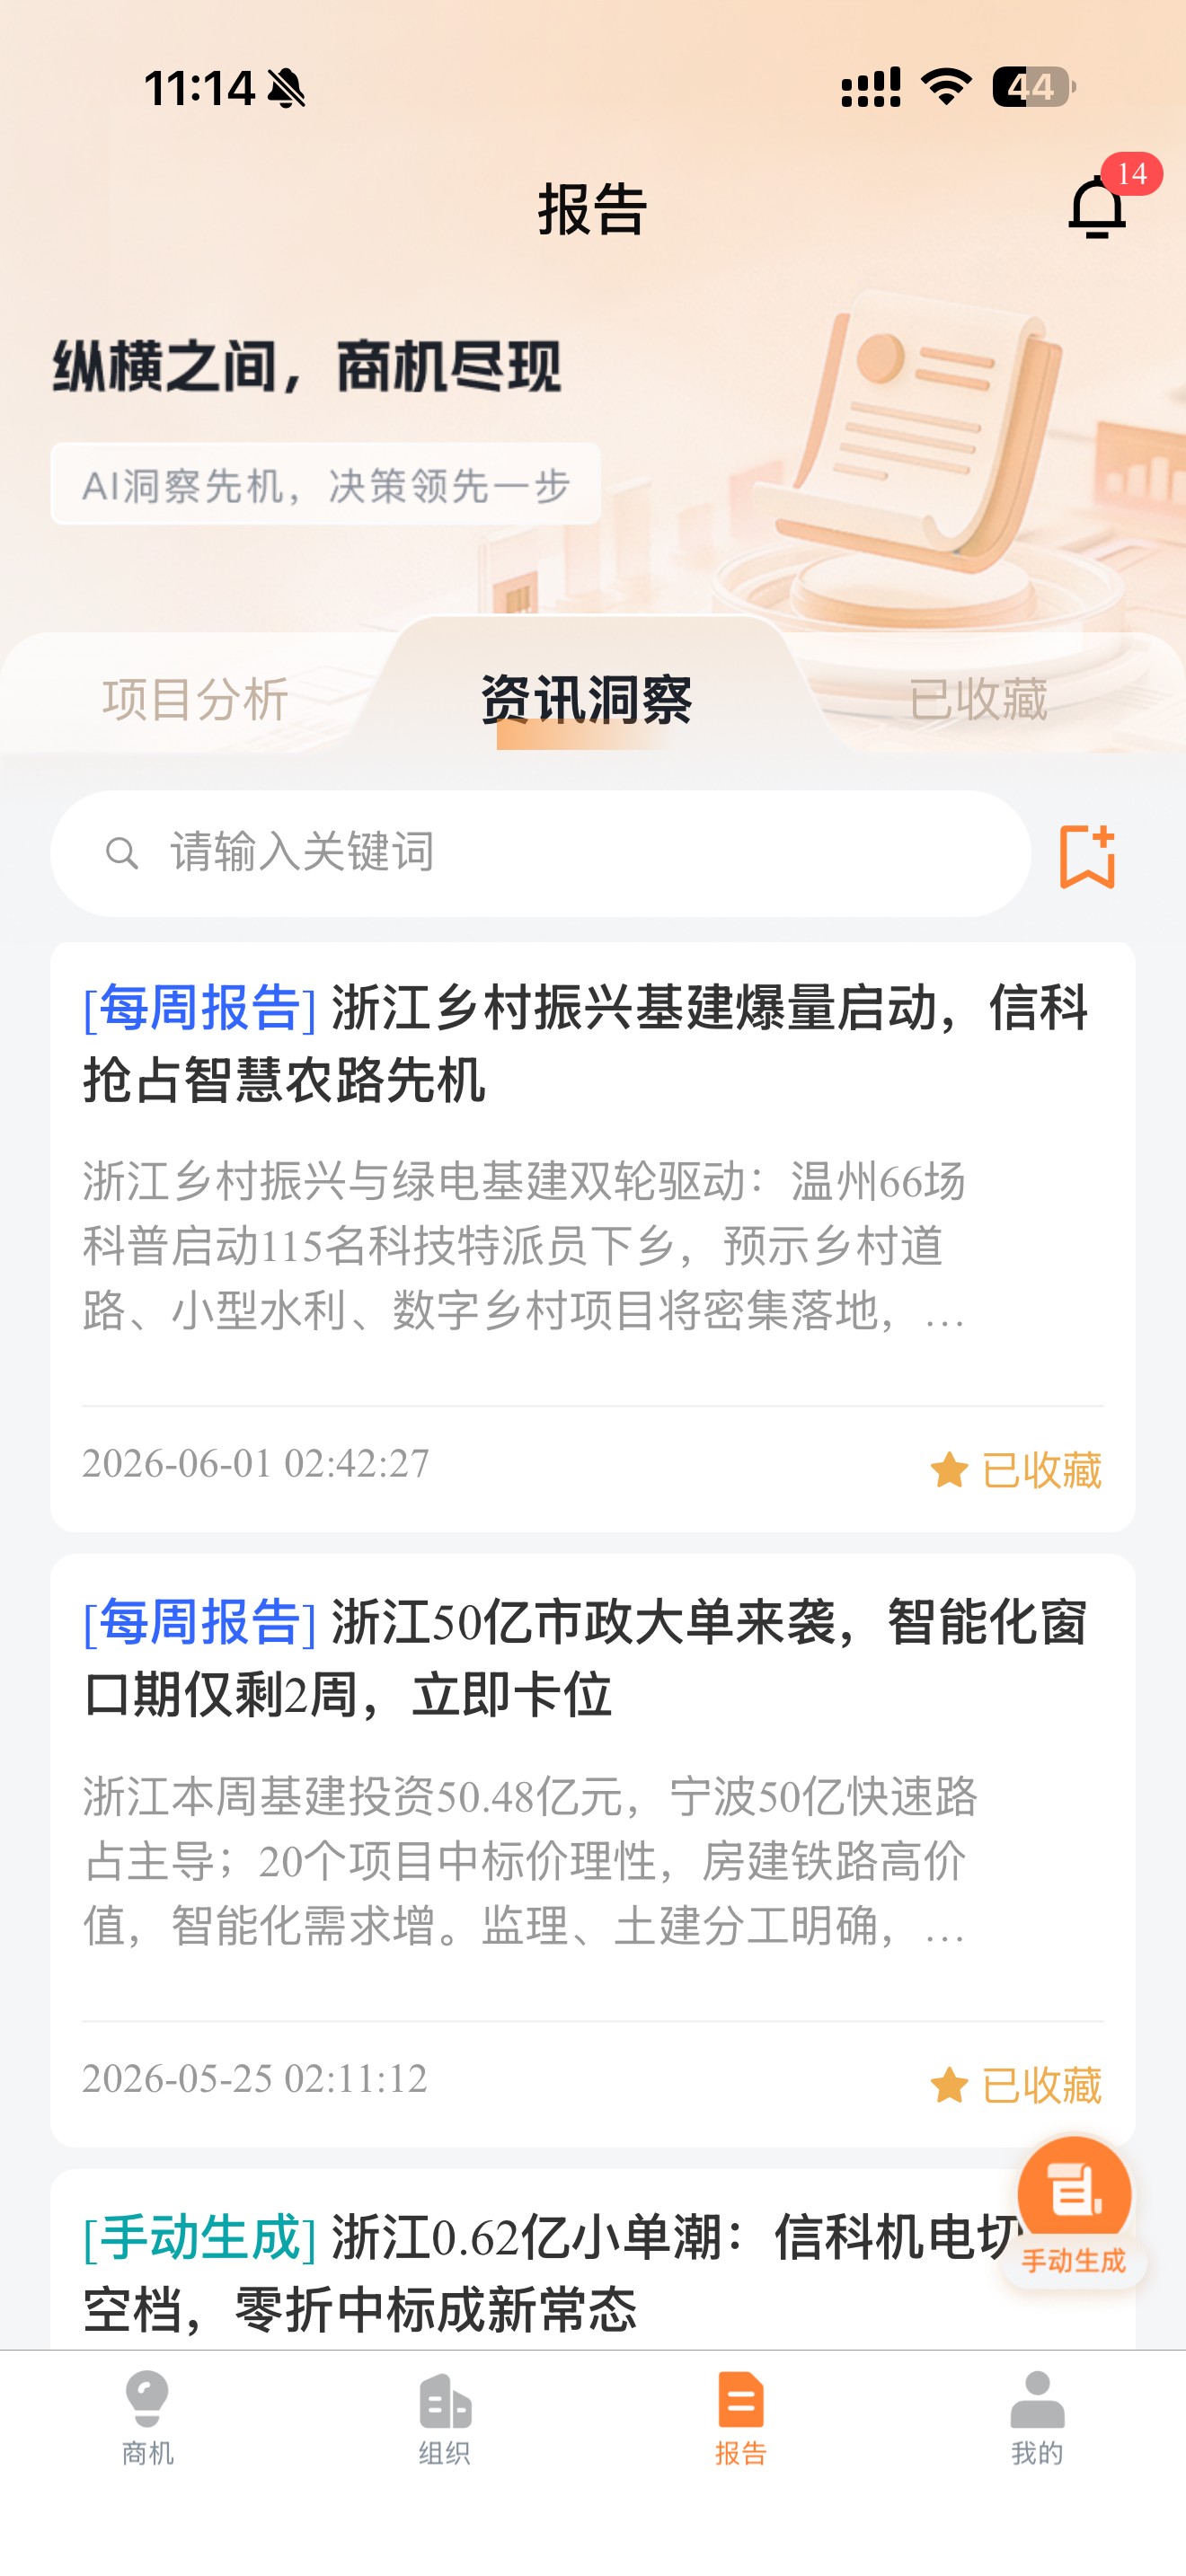 11:14
44
报告
14
纵横之间，商机尽现
AI洞察先机，决策领先一步
项目分析
资讯洞察
已收藏
请输入关键词
[每周报告] 浙江乡村振兴基建爆量启动，信科
抢占智慧农路先机
浙江乡村振兴与绿电基建双轮驱动：温州66场
科普启动115名科技特派员下乡，预示乡村道
路、小型水利、数字乡村项目将密集落地，...
2026-06-01 02:42:27
已收藏
[每周报告] 浙江50亿市政大单来袭，智能化窗
口期仅剩2周，立即卡位
浙江本周基建投资50.48亿元，宁波50亿快速路
占主导；20个项目中标价理性，房建铁路高价
值，智能化需求增。监理、土建分工明确，...
2026-05-25 02:11:12
已收藏
[手动生成] 浙江0.62亿小单潮：信科机电切
空档，零折中标成新常态
手动生成
商机
组织
报告
我的